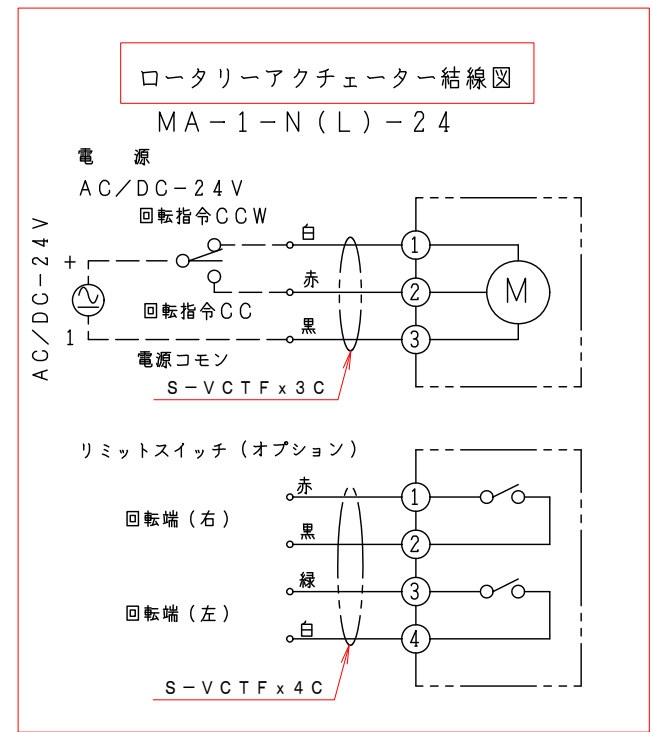 ロータリーアクチェーター結線図
MA-1-N(L)-24
電 源
AC/DC-24V
回転指令CCW
白
1
AC/DC-24V
+
赤
2
M
回転指令CC
黒
3
1
電源コモン
S-VCTFx3C
リミットスイッチ(オプション)
赤
1
回転端(右)
黒
2
緑
3
回転端(左)
白
4
S-VCTFx4C